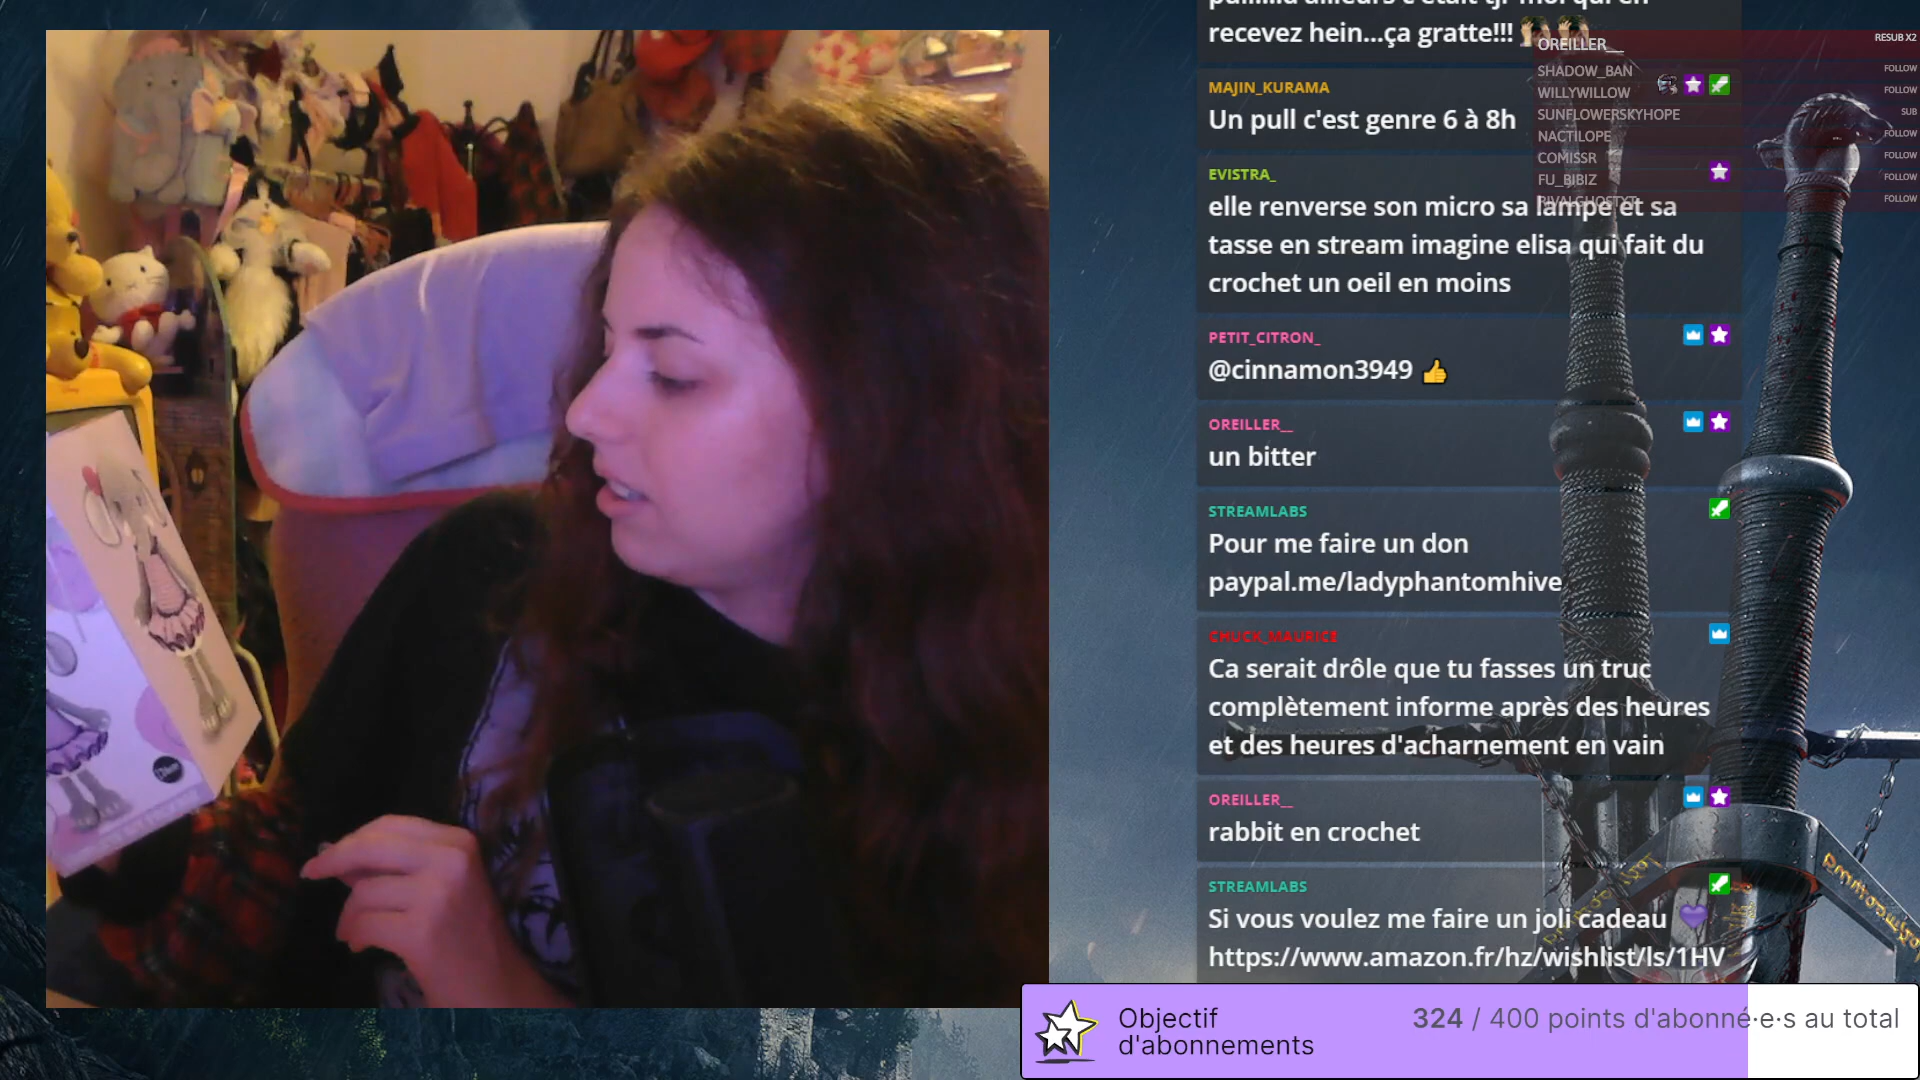 recevez hein...ça gratte!!!
OREILLER__ RESUB X2
SHADOW_BAN FOLLOW
WILLYWILLOW FOLLOW
SUNFLOWERSKYHOPE SUB
NACTILOPE FOLLOW
COMISSR FOLLOW
FU_BIBIZ FOLLOW
FOLLOW
MAJIN_KURAMA
Un pull c'est genre 6 à 8h
EVISTRA_
elle renverse son micro sa lampe et sa
tasse en stream imagine elisa qui fait du
crochet un oeil en moins
PETIT_CITRON_
@cinnamon3949 👍
OREILLER__
un bitter
STREAMLABS
Pour me faire un don
paypal.me/ladyphantomhive
CHUCK_MAURICE
Ca serait drôle que tu fasses un truc
complètement informe après des heures
et des heures d'acharnement en vain
OREILLER__
rabbit en crochet
STREAMLABS
Si vous voulez me faire un joli cadeau 💜
https://www.amazon.fr/hz/wishlist/ls/1HV
Objectif
d'abonnements
324 / 400 points d'abonné·e·s au total